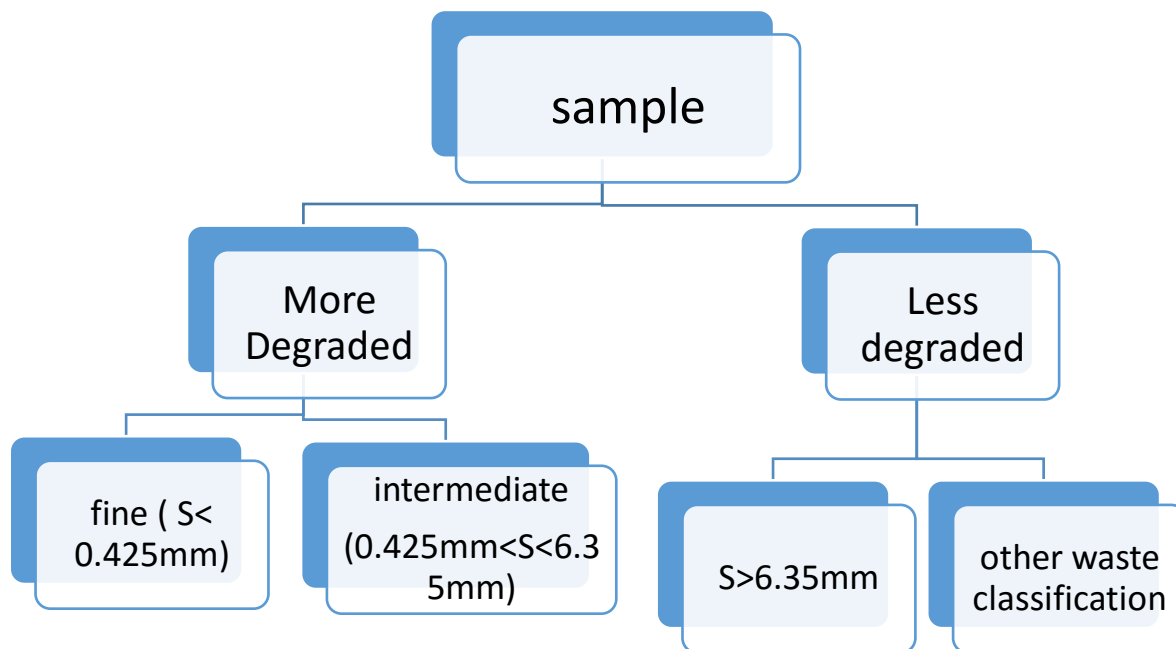 sample
More
Degraded
Less
degraded
fine ( S<
0.425mm)
intermediate
(0.425mm<S<6.3
5mm)
S>6.35mm
other waste
classification